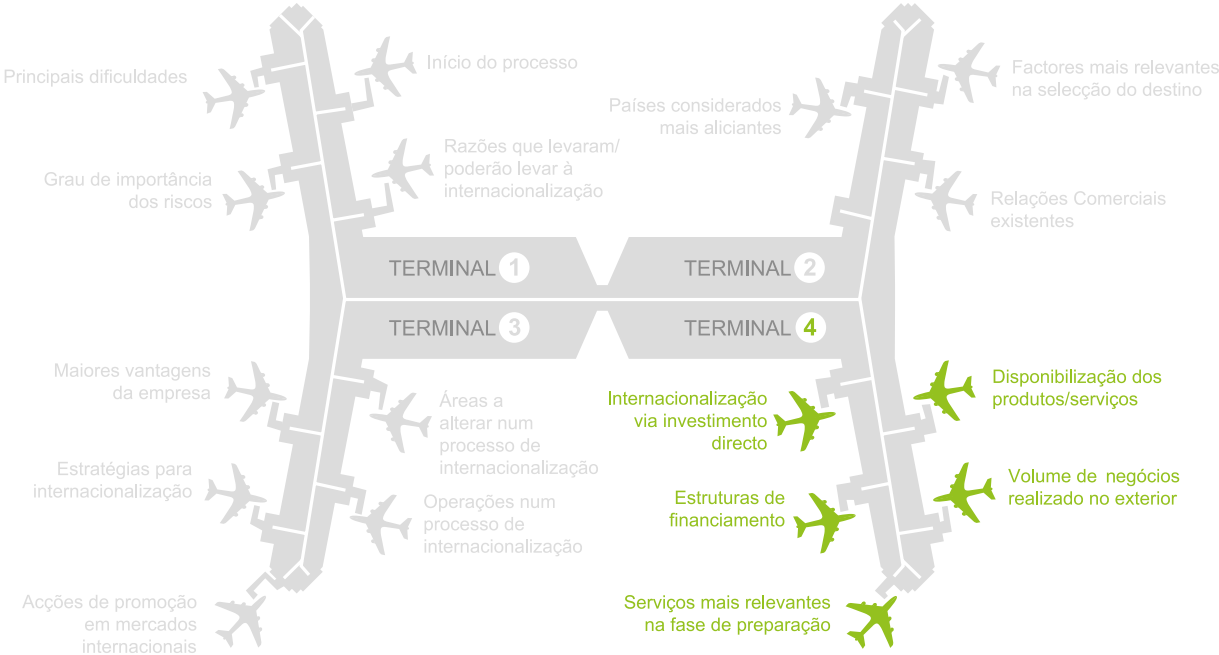 Principais dificuldades
Início do processo
Grau de importância
dos riscos
Razões que levaram/
poderão levar à
internacionalização
TERMINAL 1
Países considerados
mais aliciantes
Factores mais relevantes
na selecção do destino
Relações Comerciais
existentes
TERMINAL 2
TERMINAL 3
Maiores vantagens
da empresa
Áreas a
alterar num
processo de
internacionalização
Estratégias para
internacionalização
Operações num
processo de
internacionalização
Acções de promoção
em mercados
internacionais
TERMINAL 4
Internacionalização
via investimento
directo
Disponibilização dos
produtos/serviços
Estruturas de
financiamento
Volume de negócios
realizado no exterior
Serviços mais relevantes
na fase de preparação